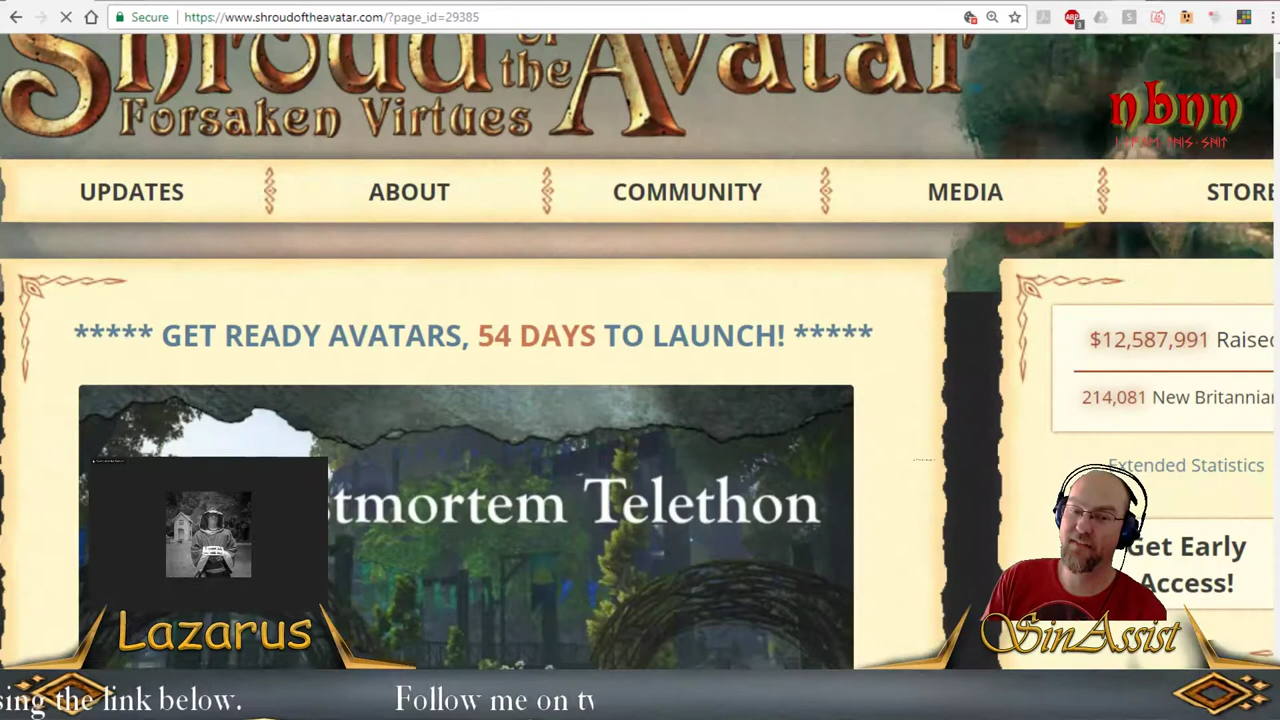 Secure https://www.shroudoftheavatar.com/?page_id=29385
Shroud of the Avatar
Forsaken Virtues
nbnn
UPDATES ABOUT COMMUNITY MEDIA STORE
***** GET READY AVATARS, 54 DAYS TO LAUNCH! *****
$12,587,991 Raised
214,081 New Britannian
Extended Statistics
tmortem Telethon
Get Early
Access!
Lazarus
SinAssist
sing the link below. Follow me on tw